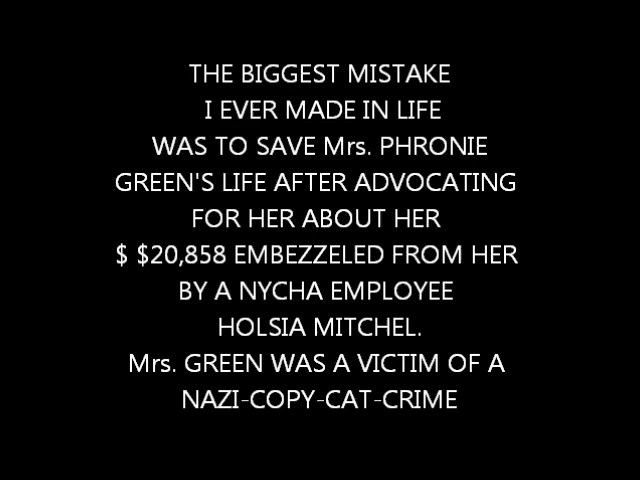 THE BIGGEST MISTAKE
I EVER MADE IN LIFE
WAS TO SAVE Mrs. PHRONIE
GREEN'S LIFE AFTER ADVOCATING
FOR HER ABOUT HER
$ $20,858 EMBEZZELED FROM HER
BY A NYCHA EMPLOYEE
HOLSIA MITCHEL.
Mrs. GREEN WAS A VICTIM OF A
NAZI-COPY-CAT-CRIME